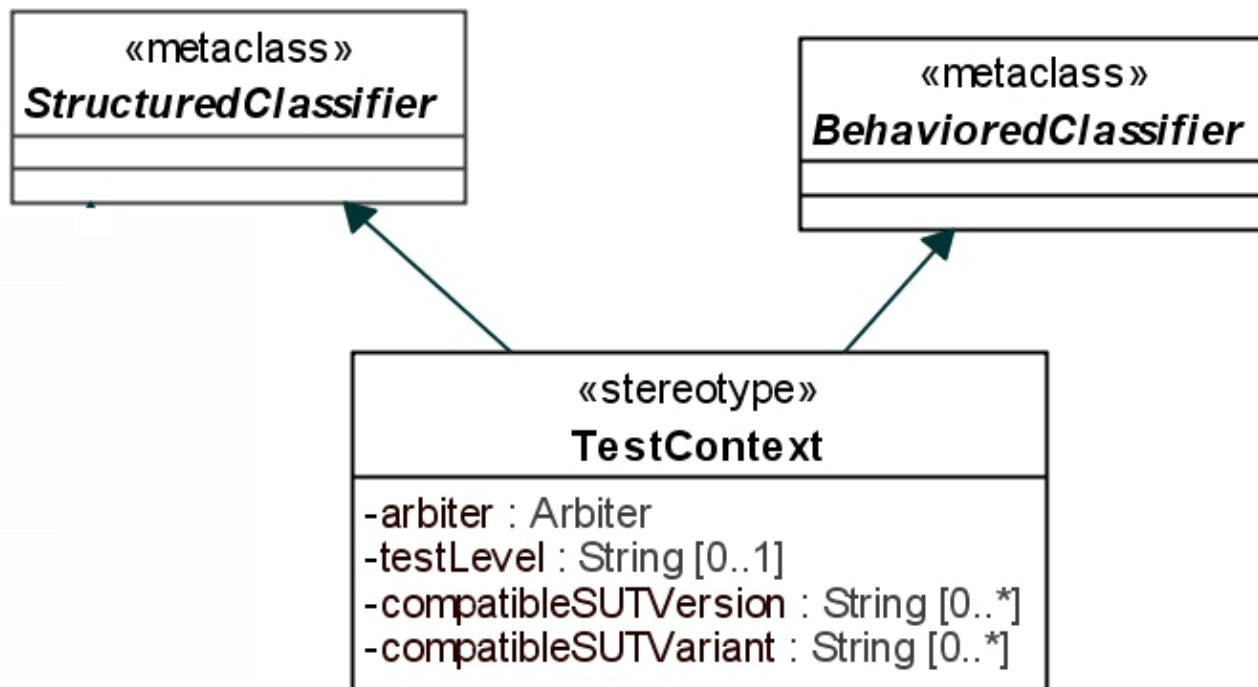 «metaclass»
StructuredClassifier
«metaclass»
BehavioredClassifier
«stereotype»
TestContext
-arbiter : Arbiter
-testLevel : String [0..1]
-compatibleSUTVersion : String [0..*]
-compatibleSUTVariant : String [0..*]